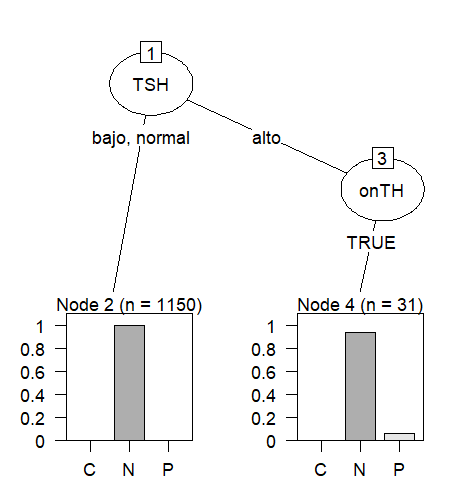 1
TSH
bajo, normal
alto
3
onTH
TRUE
Node 2 (n = 1150)
1
0.8
0.6
0.4
0.2
0
C N P
Node 4 (n = 31)
1
0.8
0.6
0.4
0.2
0
C N P